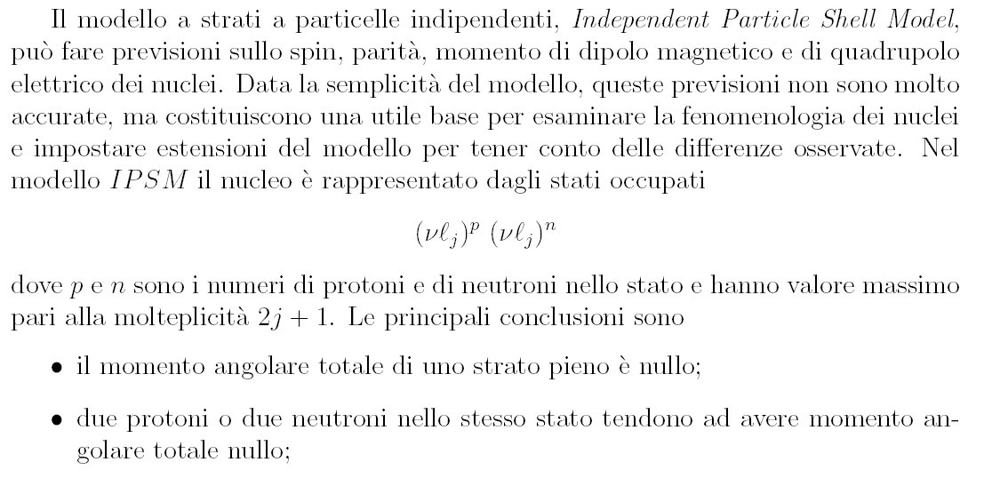 Il modello a strati a particelle indipendenti, Independent Particle Shell Model,
può fare previsioni sullo spin, parità, momento di dipolo magnetico e di quadrupolo
elettrico dei nuclei. Data la semplicità del modello, queste previsioni non sono molto
accurate, ma costituiscono una utile base per esaminare la fenomenologia dei nuclei
e impostare estensioni del modello per tener conto delle differenze osservate. Nel
modello IPSM il nucleo è rappresentato dagli stati occupati
(νℓ_j)^p (νℓ_j)^n
dove p e n sono i numeri di protoni e di neutroni nello stato e hanno valore massimo
pari alla molteplicità 2j + 1. Le principali conclusioni sono
• il momento angolare totale di uno strato pieno è nullo;
• due protoni o due neutroni nello stesso stato tendono ad avere momento an-
golare totale nullo;